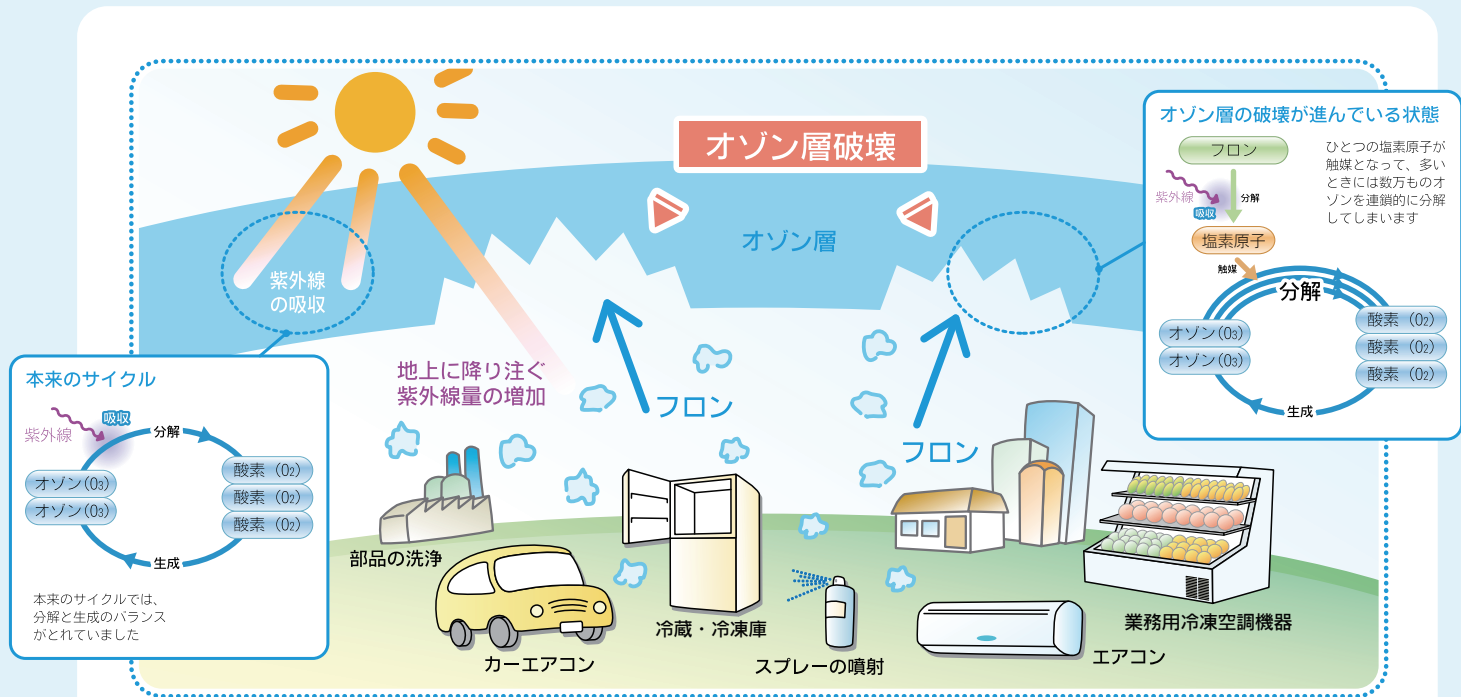 オゾン層破壊
オゾン層
紫外線
の吸収
地上に降り注ぐ
紫外線量の増加
フロン
フロン
部品の洗浄
カーエアコン
冷蔵・冷凍庫
スプレーの噴射
エアコン
業務用冷凍空調機器
本来のサイクル
紫外線
吸収
分解
オゾン(O₃)
オゾン(O₃)
酸素（O₂）
酸素（O₂）
酸素（O₂）
生成
本来のサイクルでは、
分解と生成のバランス
がとれていました
オゾン層の破壊が進んでいる状態
フロン
紫外線
吸収
分解
塩素原子
触媒
ひとつの塩素原子が
触媒となって、多い
ときには数万ものオ
ゾンを連鎖的に分解
してしまいます
分解
オゾン(O₃)
オゾン(O₃)
酸素（O₂）
酸素（O₂）
酸素（O₂）
生成